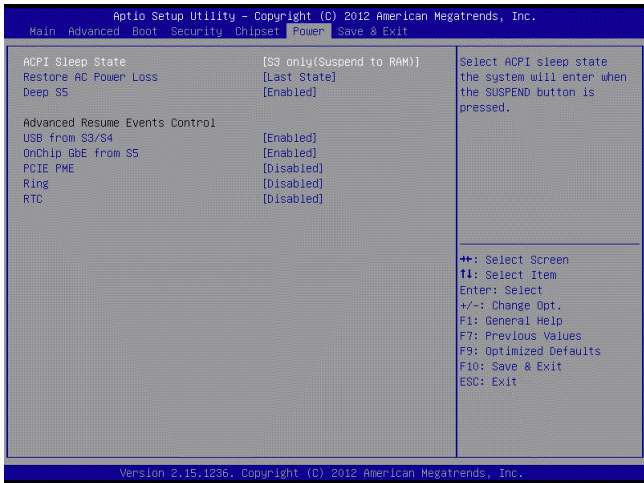 Aptio Setup Utility - Copyright (C) 2012 American Megatrends, Inc.
Main Advanced Boot Security Chipset Power Save & Exit
ACPI Sleep State [S3 only(Suspend to RAM)]
Restore AC Power Loss [Last State]
Deep S5 [Enabled]
Advanced Resume Events Control
USB from S3/S4 [Enabled]
OnChip GbE from S5 [Enabled]
PCIE PME [Disabled]
Ring [Disabled]
RTC [Disabled]
Select ACPI sleep state
the system will enter when
the SUSPEND button is
pressed.
→←: Select Screen
↑↓: Select Item
Enter: Select
+/-: Change Opt.
F1: General Help
F7: Previous Values
F9: Optimized Defaults
F10: Save & Exit
ESC: Exit
Version 2.15.1236. Copyright (C) 2012 American Megatrends, Inc.